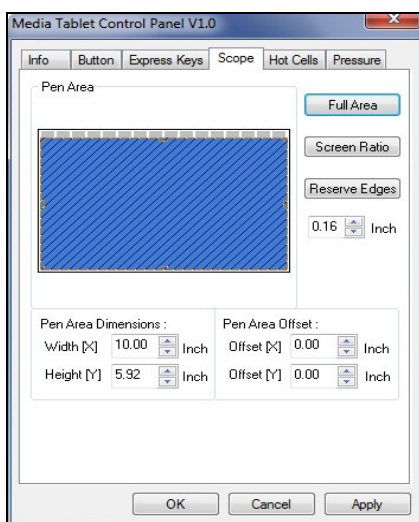 Media Tablet Control Panel V1.0
Info Button Express Keys Scope Hot Cells Pressure
Pen Area
Full Area
Screen Ratio
Reserve Edges
0.16 Inch
Pen Area Dimensions :
Width [X] 10.00 Inch
Height [Y] 5.92 Inch
Pen Area Offset :
Offset [X] 0.00 Inch
Offset [Y] 0.00 Inch
OK Cancel Apply